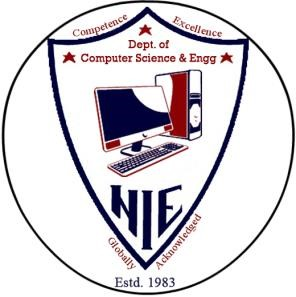 Competence Excellence
Dept. of
Computer Science & Engg
NIE
Globally Acknowledged
Estd. 1983